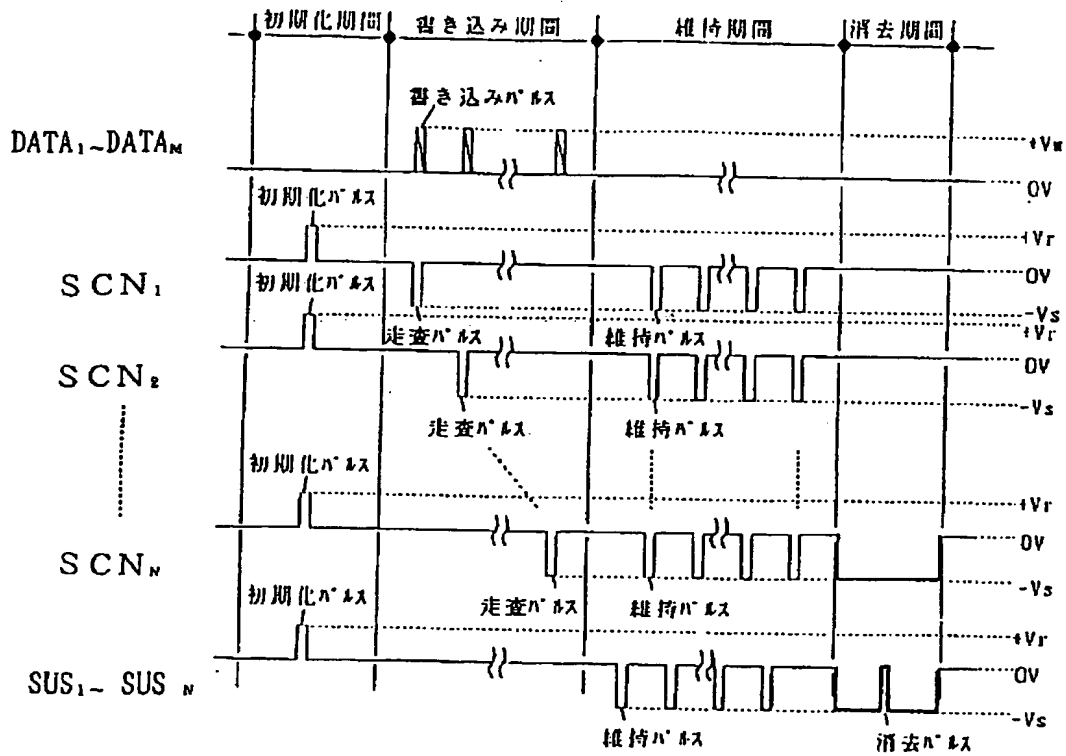 初期化期間 書き込み期間 維持期間 消去期間
書き込みパルス
DATA₁~DATAₘ
+Vw
0V
初期化パルス
+Vr
SCN₁
0V
初期化パルス
-Vs
走査パルス 維持パルス
+Vr
SCN₂
0V
-Vs
走査パルス 維持パルス
初期化パルス
+Vr
SCNₙ
0V
-Vs
走査パルス 維持パルス
初期化パルス
+Vr
SUS₁~ SUSₙ
0V
-Vs
維持パルス 消去パルス